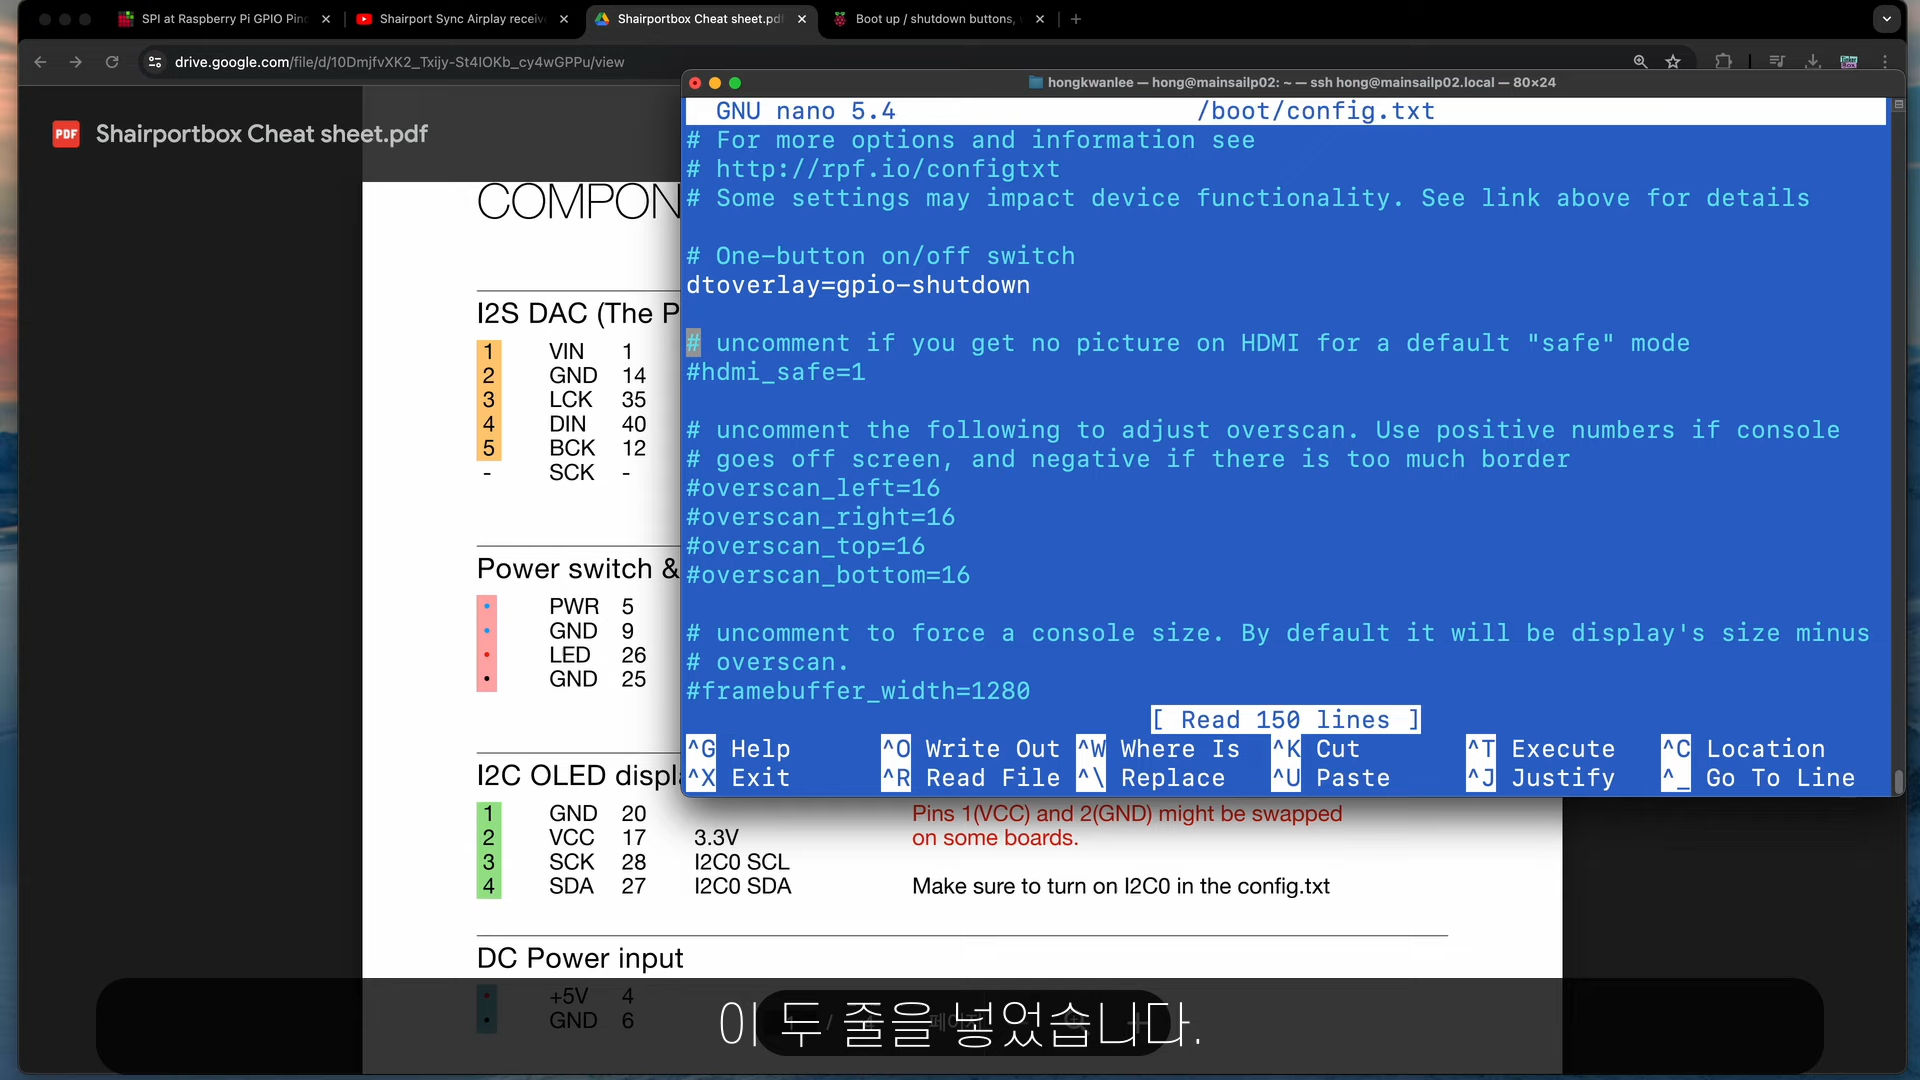 SPI at Raspberry Pi GPIO Pino
Shairport Sync Airplay receive
Shairportbox Cheat sheet.pdf
Boot up / shutdown buttons,
drive.google.com/file/d/10DmjfvXK2_Txijy-St4IOKb_cy4wGPPu/view
PDF Shairportbox Cheat sheet.pdf
hongkwanlee — hong@mainsailp02: ~ — ssh hong@mainsailp02.local — 80×24
GNU nano 5.4 /boot/config.txt
# For more options and information see
# http://rpf.io/configtxt
# Some settings may impact device functionality. See link above for details
# One-button on/off switch
dtoverlay=gpio-shutdown
# uncomment if you get no picture on HDMI for a default "safe" mode
#hdmi_safe=1
# uncomment the following to adjust overscan. Use positive numbers if console
# goes off screen, and negative if there is too much border
#overscan_left=16
#overscan_right=16
#overscan_top=16
#overscan_bottom=16
# uncomment to force a console size. By default it will be display's size minus
# overscan.
#framebuffer_width=1280
[ Read 150 lines ]
^G Help ^O Write Out ^W Where Is ^K Cut ^T Execute ^C Location
^X Exit ^R Read File ^\ Replace ^U Paste ^J Justify ^_ Go To Line
COMPON
I2S DAC (The P
1 VIN 1
2 GND 14
3 LCK 35
4 DIN 40
5 BCK 12
- SCK -
Power switch &
PWR 5
GND 9
LED 26
GND 25
I2C OLED displa
1 GND 20
2 VCC 17 3.3V
3 SCK 28 I2C0 SCL
4 SDA 27 I2C0 SDA
Pins 1(VCC) and 2(GND) might be swapped
on some boards.
Make sure to turn on I2C0 in the config.txt
DC Power input
+5V 4
GND 6
이 두 줄을 넣었습니다.